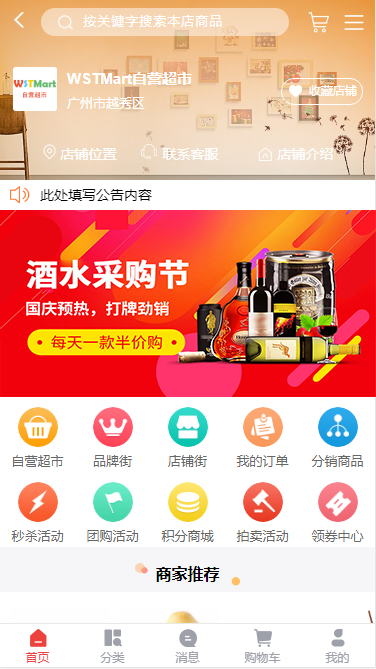 按关键字搜索本店商品
WSTMart
自营超市
WSTMart自营超市
广州市越秀区
收藏店铺
店铺位置 联系客服 店铺介绍
此处填写公告内容
酒水采购节
国庆预热，打牌劲销
每天一款半价购
自营超市 品牌街 店铺街 我的订单 分销商品
秒杀活动 团购活动 积分商城 拍卖活动 领券中心
商家推荐
首页 分类 消息 购物车 我的